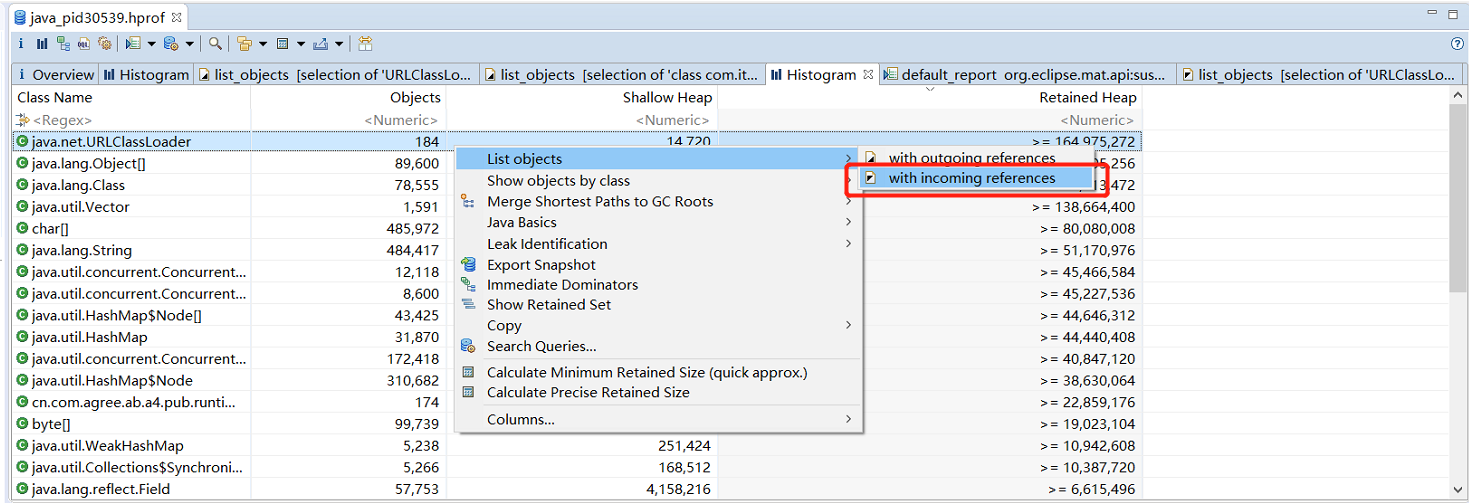 java_pid30539.hprof
Overview Histogram list_objects [selection of 'URLClassLo... list_objects [selection of 'class com.it... Histogram default_report org.eclipse.mat.api:sus... list_objects [selection of 'URLClassLo...
Class Name Objects Shallow Heap Retained Heap
<Regex> <Numeric> <Numeric> <Numeric>
java.net.URLClassLoader 184 14,720 >= 164,975,272
java.lang.Object[] 89,600
java.lang.Class 78,555
java.util.Vector 1,591 >= 138,664,400
char[] 485,972 >= 80,080,008
java.lang.String 484,417 >= 51,170,976
java.util.concurrent.Concurrent... 12,118 >= 45,466,584
java.util.concurrent.Concurrent... 8,600 >= 45,227,536
java.util.HashMap$Node[] 43,425 >= 44,646,312
java.util.HashMap 31,870 >= 44,440,408
java.util.concurrent.Concurrent... 172,418 >= 40,847,120
java.util.HashMap$Node 310,682 >= 38,630,064
cn.com.agree.ab.a4.pub.runti... 174 >= 22,859,176
byte[] 99,739 >= 19,023,104
java.util.WeakHashMap 5,238 251,424 >= 10,942,608
java.util.Collections$Synchroni... 5,266 168,512 >= 10,387,720
java.lang.reflect.Field 57,753 4,158,216 >= 6,615,496
List objects
Show objects by class
Merge Shortest Paths to GC Roots
Java Basics
Leak Identification
Export Snapshot
Immediate Dominators
Show Retained Set
Copy
Search Queries...
Calculate Minimum Retained Size (quick approx.)
Calculate Precise Retained Size
Columns...
with outgoing references
with incoming references